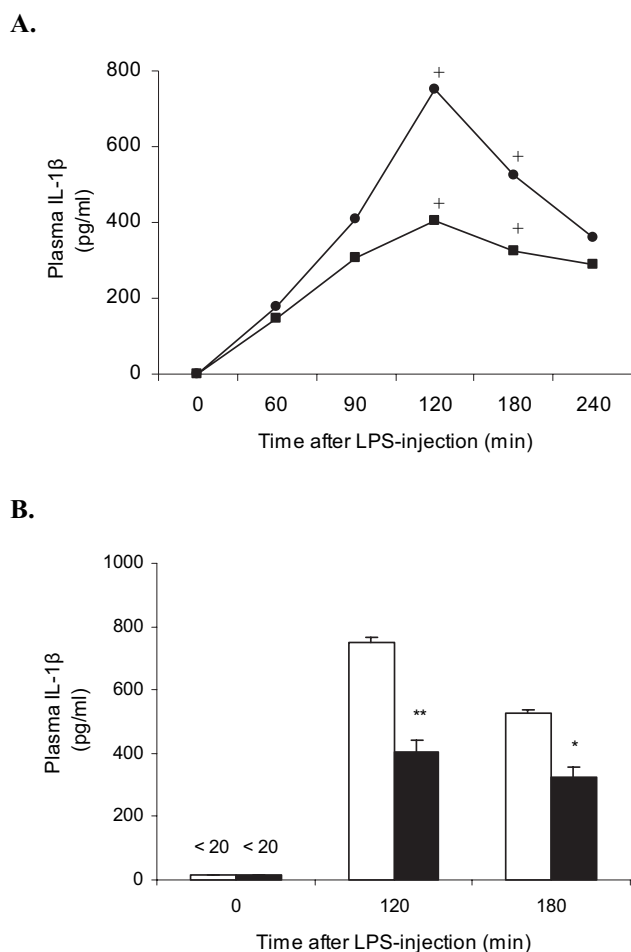 A.
800
600
400
200
0
Plasma IL-1β
(pg/ml)
+
+
+
+
0 60 90 120 180 240
Time after LPS-injection (min)
B.
1000
800
600
400
200
0
Plasma IL-1β
(pg/ml)
**
*
< 20 < 20
0 120 180
Time after LPS-injection (min)